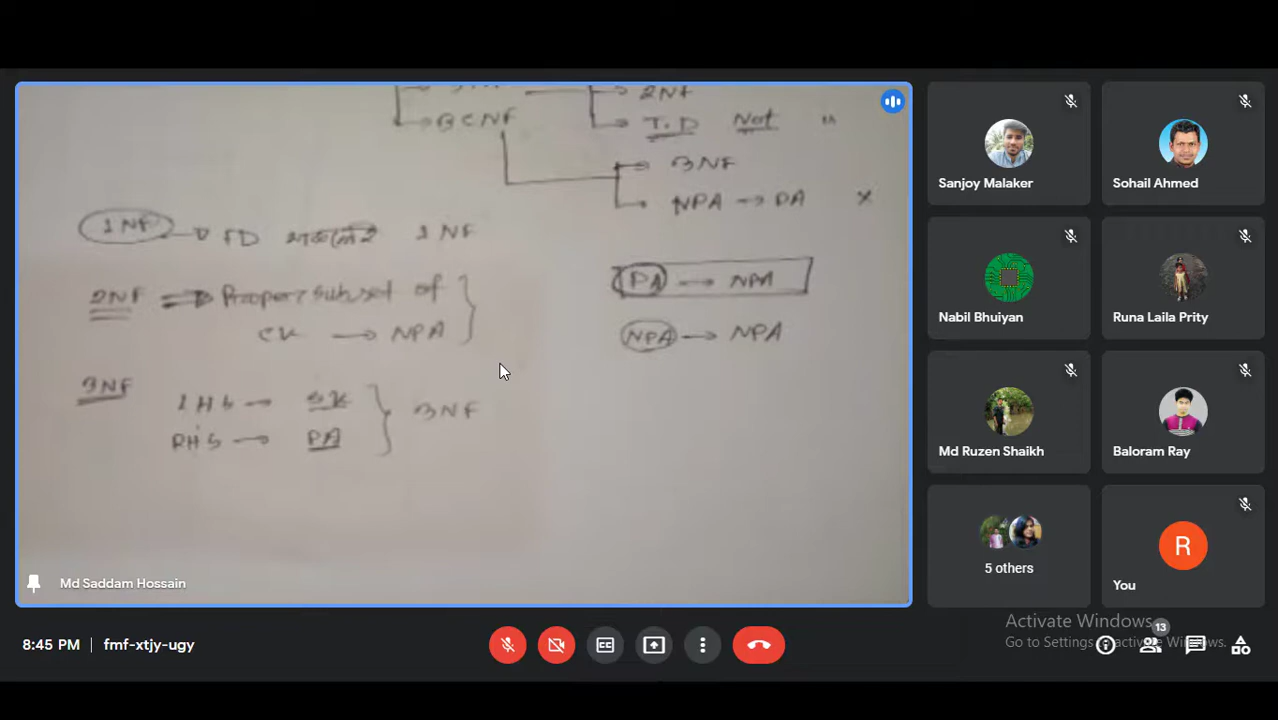 2NF
BCNF
T.D Not "
3NF
NPA → PA ×
1NF → FD থাকলেই 1NF
2NF ⇒ Proper subset of
CK → NPA
PA → NPA
NPA → NPA
3NF
LHS → SK
RHS → PA
3NF
Md Saddam Hossain
Sanjoy Malaker
Sohail Ahmed
Nabil Bhuiyan
Runa Laila Prity
Md Ruzen Shaikh
Baloram Ray
5 others
R
You
Activate Windows
Go to Settings to activate Windows.
8:45 PM | fmf-xtjy-ugy
CC
13